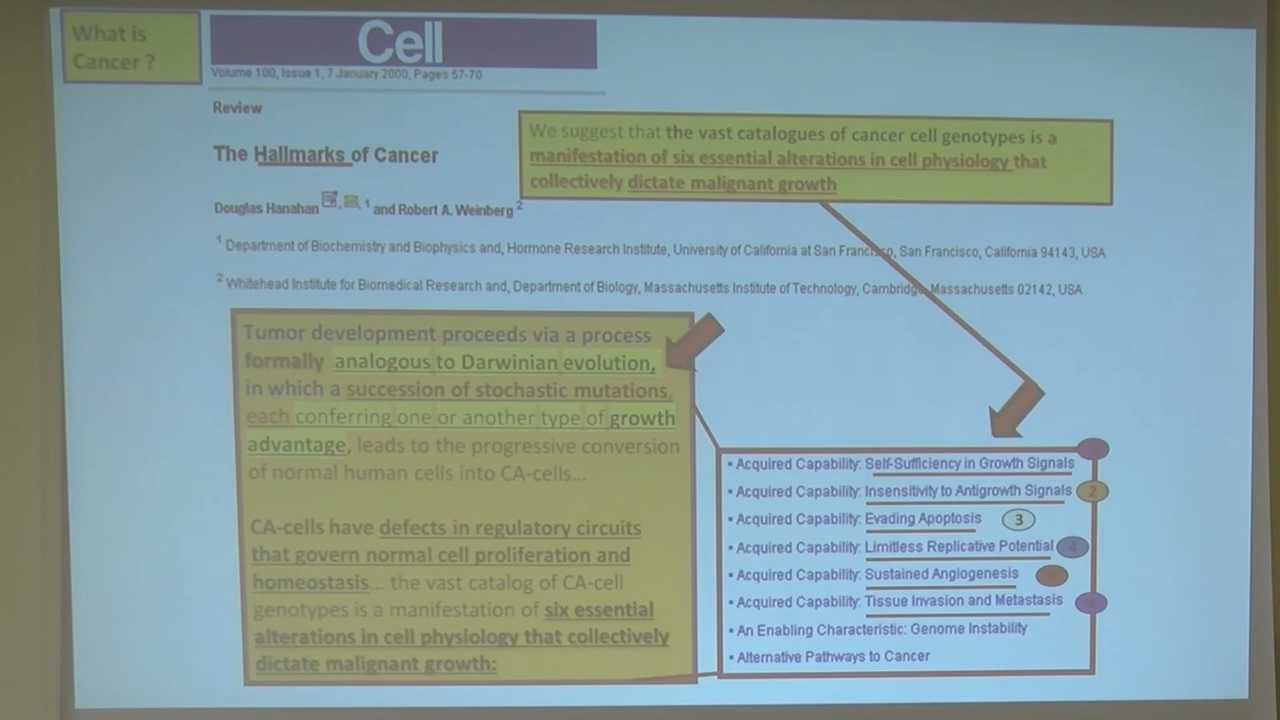 What is
Cancer ?
Cell
Volume 100, Issue 1, 7 January 2000, Pages 57-70
Review
The Hallmarks of Cancer
Douglas Hanahan , , 1 and Robert A. Weinberg 2
We suggest that the vast catalogues of cancer cell genotypes is a
manifestation of six essential alterations in cell physiology that
collectively dictate malignant growth
1 Department of Biochemistry and Biophysics and, Hormone Research Institute, University of California at San Francisco, San Francisco, California 94143, USA
2 Whitehead Institute for Biomedical Research and, Department of Biology, Massachusetts Institute of Technology, Cambridge, Massachusetts 02142, USA
Tumor development proceeds via a process
formally analogous to Darwinian evolution,
in which a succession of stochastic mutations,
each conferring one or another type of growth
advantage, leads to the progressive conversion
of normal human cells into CA-cells...
CA-cells have defects in regulatory circuits
that govern normal cell proliferation and
homeostasis... the vast catalog of CA-cell
genotypes is a manifestation of six essential
alterations in cell physiology that collectively
dictate malignant growth:
▪ Acquired Capability: Self-Sufficiency in Growth Signals
▪ Acquired Capability: Insensitivity to Antigrowth Signals 2
▪ Acquired Capability: Evading Apoptosis 3
▪ Acquired Capability: Limitless Replicative Potential 4
▪ Acquired Capability: Sustained Angiogenesis
▪ Acquired Capability: Tissue Invasion and Metastasis
▪ An Enabling Characteristic: Genome Instability
▪ Alternative Pathways to Cancer